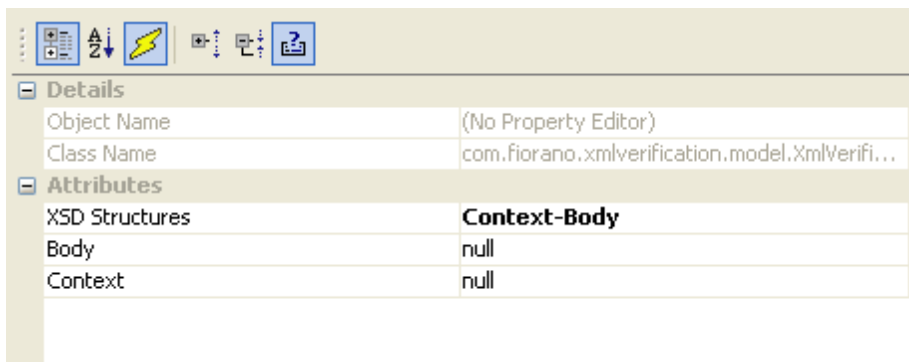 Details
Object Name (No Property Editor)
Class Name com.fiorano.xmlverification.model.XmlVerifi...
Attributes
XSD Structures Context-Body
Body null
Context null